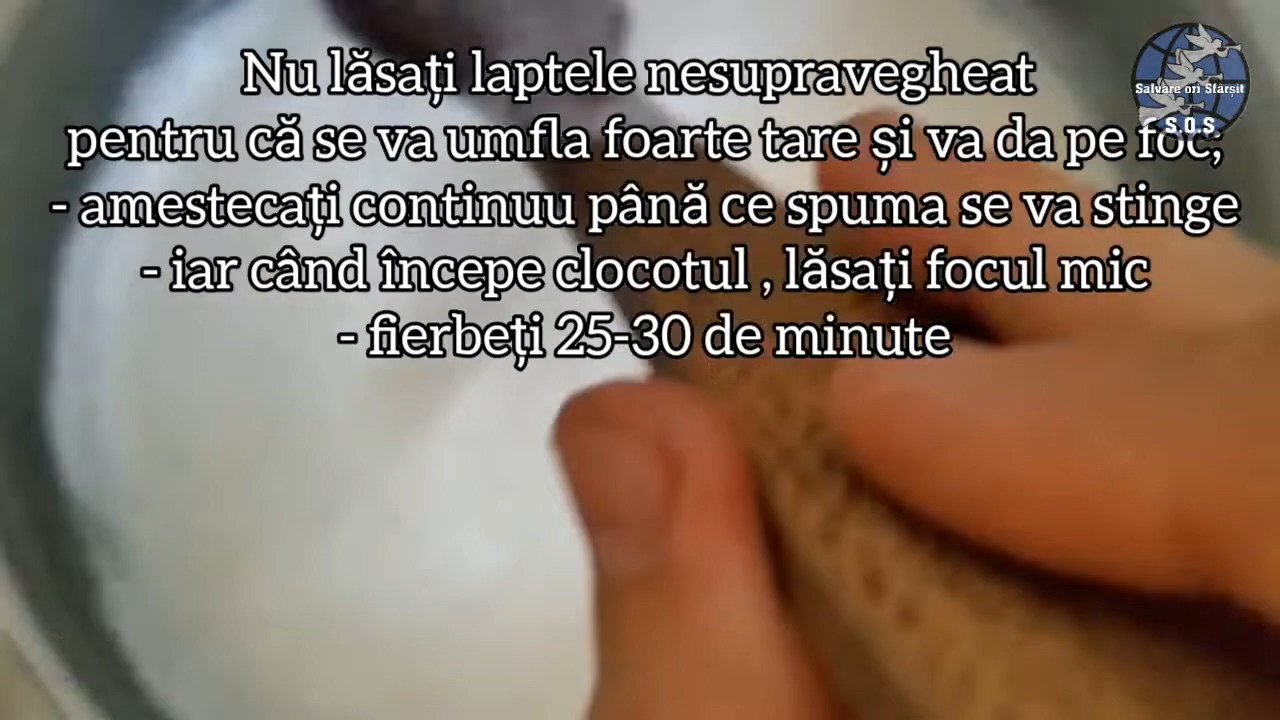 Nu lăsați laptele nesupravegheat
pentru că se va umfla foarte tare și va da pe foc;
- amestecați continuu până ce spuma se va stinge
- iar când începe clocotul , lăsați focul mic
- fierbeți 25-30 de minute
Salvare ori Sfârșit
S.O.S